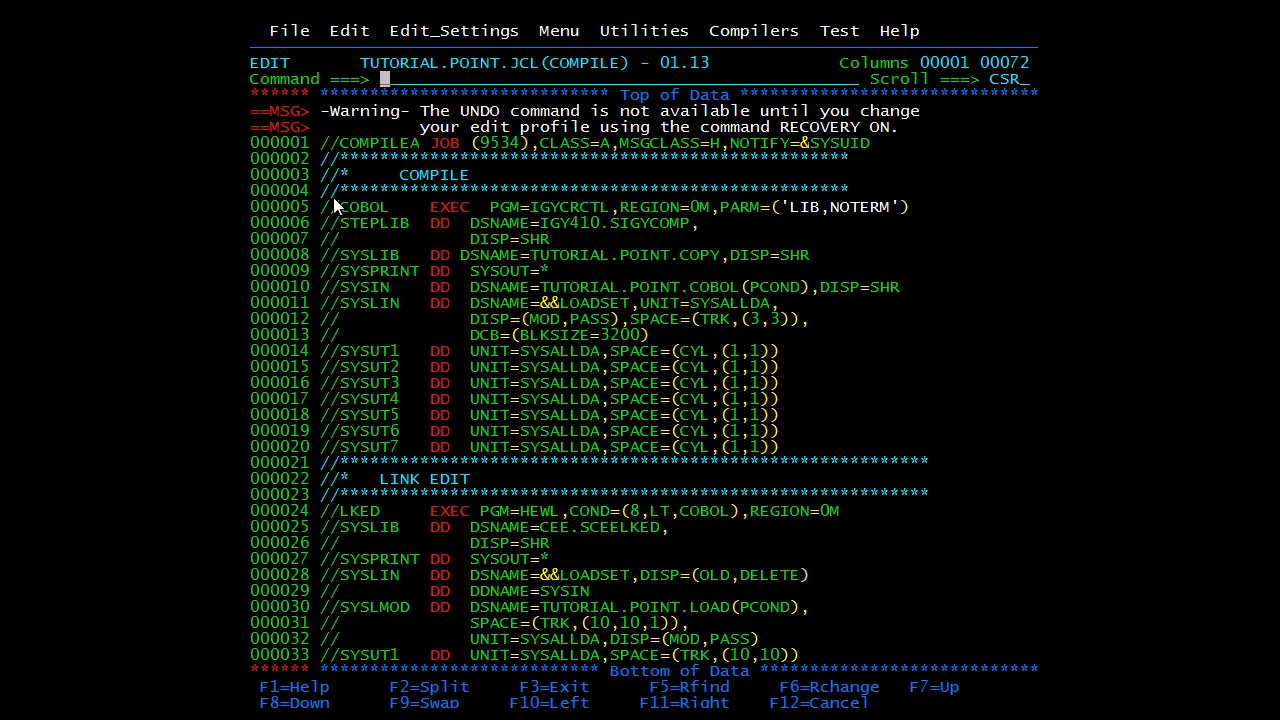 File  Edit  Edit_Settings  Menu  Utilities  Compilers  Test  Help
EDIT       TUTORIAL.POINT.JCL(COMPILE) - 01.13             Columns 00001 00072
Command ===>                                                  Scroll ===> CSR_
****** ***************************** Top of Data ******************************
==MSG> -Warning- The UNDO command is not available until you change
==MSG>           your edit profile using the command RECOVERY ON.
000001 //COMPILEA JOB (9534),CLASS=A,MSGCLASS=H,NOTIFY=&SYSUID
000002 //***************************************************
000003 //*     COMPILE
000004 //***************************************************
000005 //COBOL    EXEC  PGM=IGYCRCTL,REGION=0M,PARM=('LIB,NOTERM')
000006 //STEPLIB  DD  DSNAME=IGY410.SIGYCOMP,
000007 //             DISP=SHR
000008 //SYSLIB   DD DSNAME=TUTORIAL.POINT.COPY,DISP=SHR
000009 //SYSPRINT DD  SYSOUT=*
000010 //SYSIN    DD  DSNAME=TUTORIAL.POINT.COBOL(PCOND),DISP=SHR
000011 //SYSLIN   DD  DSNAME=&&LOADSET,UNIT=SYSALLDA,
000012 //             DISP=(MOD,PASS),SPACE=(TRK,(3,3)),
000013 //             DCB=(BLKSIZE=3200)
000014 //SYSUT1   DD  UNIT=SYSALLDA,SPACE=(CYL,(1,1))
000015 //SYSUT2   DD  UNIT=SYSALLDA,SPACE=(CYL,(1,1))
000016 //SYSUT3   DD  UNIT=SYSALLDA,SPACE=(CYL,(1,1))
000017 //SYSUT4   DD  UNIT=SYSALLDA,SPACE=(CYL,(1,1))
000018 //SYSUT5   DD  UNIT=SYSALLDA,SPACE=(CYL,(1,1))
000019 //SYSUT6   DD  UNIT=SYSALLDA,SPACE=(CYL,(1,1))
000020 //SYSUT7   DD  UNIT=SYSALLDA,SPACE=(CYL,(1,1))
000021 //***********************************************************
000022 //*   LINK EDIT
000023 //***********************************************************
000024 //LKED     EXEC PGM=HEWL,COND=(8,LT,COBOL),REGION=0M
000025 //SYSLIB   DD  DSNAME=CEE.SCEELKED,
000026 //             DISP=SHR
000027 //SYSPRINT DD  SYSOUT=*
000028 //SYSLIN   DD  DSNAME=&&LOADSET,DISP=(OLD,DELETE)
000029 //         DD  DDNAME=SYSIN
000030 //SYSLMOD  DD  DSNAME=TUTORIAL.POINT.LOAD(PCOND),
000031 //             SPACE=(TRK,(10,10,1)),
000032 //             UNIT=SYSALLDA,DISP=(MOD,PASS)
000033 //SYSUT1   DD  UNIT=SYSALLDA,SPACE=(TRK,(10,10))
****** **************************** Bottom of Data ****************************
F1=Help      F2=Split     F3=Exit      F5=Rfind     F6=Rchange   F7=Up
F8=Down      F9=Swap     F10=Left     F11=Right    F12=Cancel